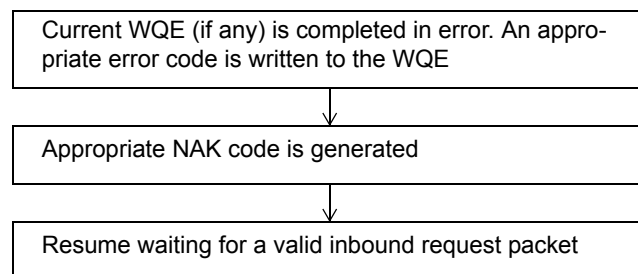 Current WQE (if any) is completed in error. An appro-
priate error code is written to the WQE
Appropriate NAK code is generated
Resume waiting for a valid inbound request packet